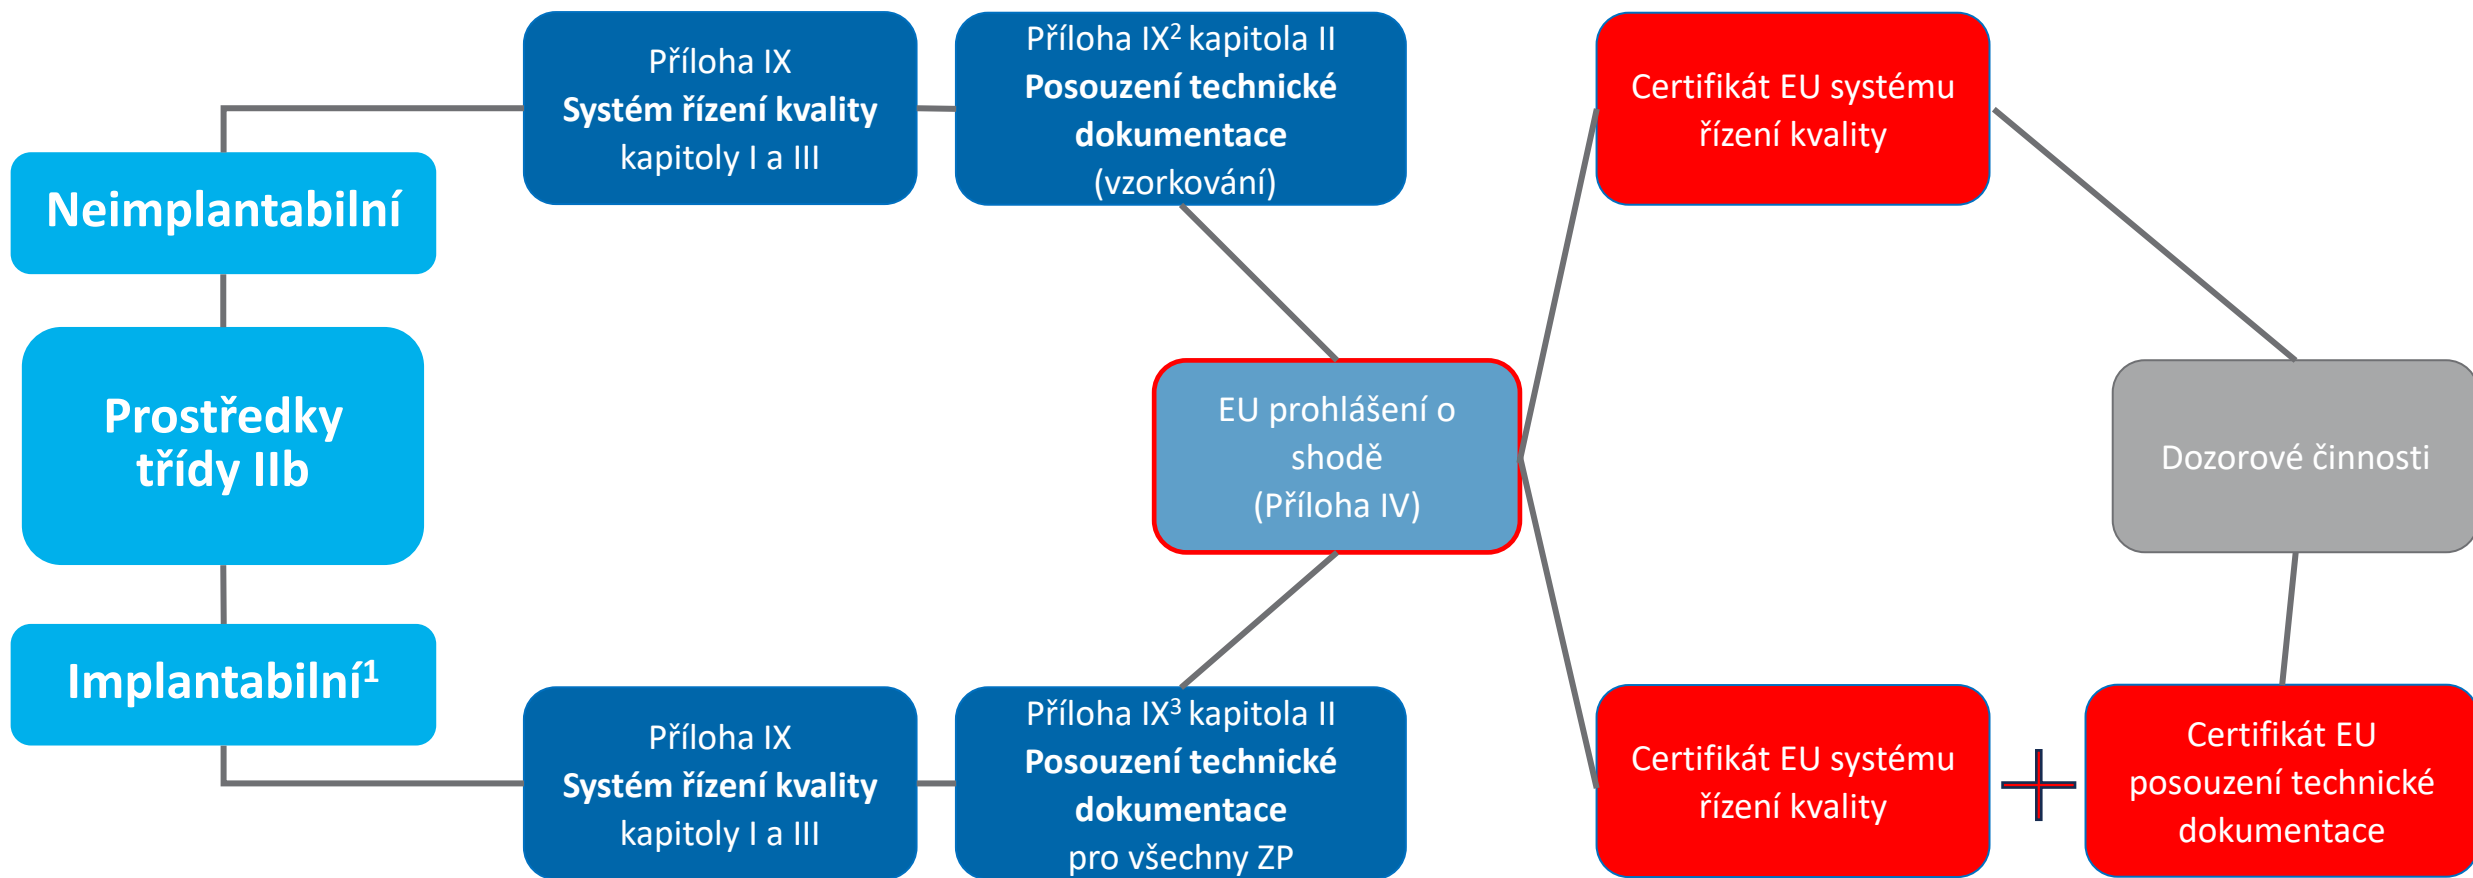 Neimplantabilní
Prostředky
třídy IIb
Implantabilní¹
Příloha IX
Systém řízení kvality
kapitoly I a III
Příloha IX² kapitola II
Posouzení technické
dokumentace
(vzorkování)
Příloha IX
Systém řízení kvality
kapitoly I a III
Příloha IX³ kapitola II
Posouzení technické
dokumentace
pro všechny ZP
EU prohlášení o
shodě
(Příloha IV)
Certifikát EU systému
řízení kvality
Certifikát EU systému
řízení kvality
Certifikát EU
posouzení technické
dokumentace
Dozorové činnosti